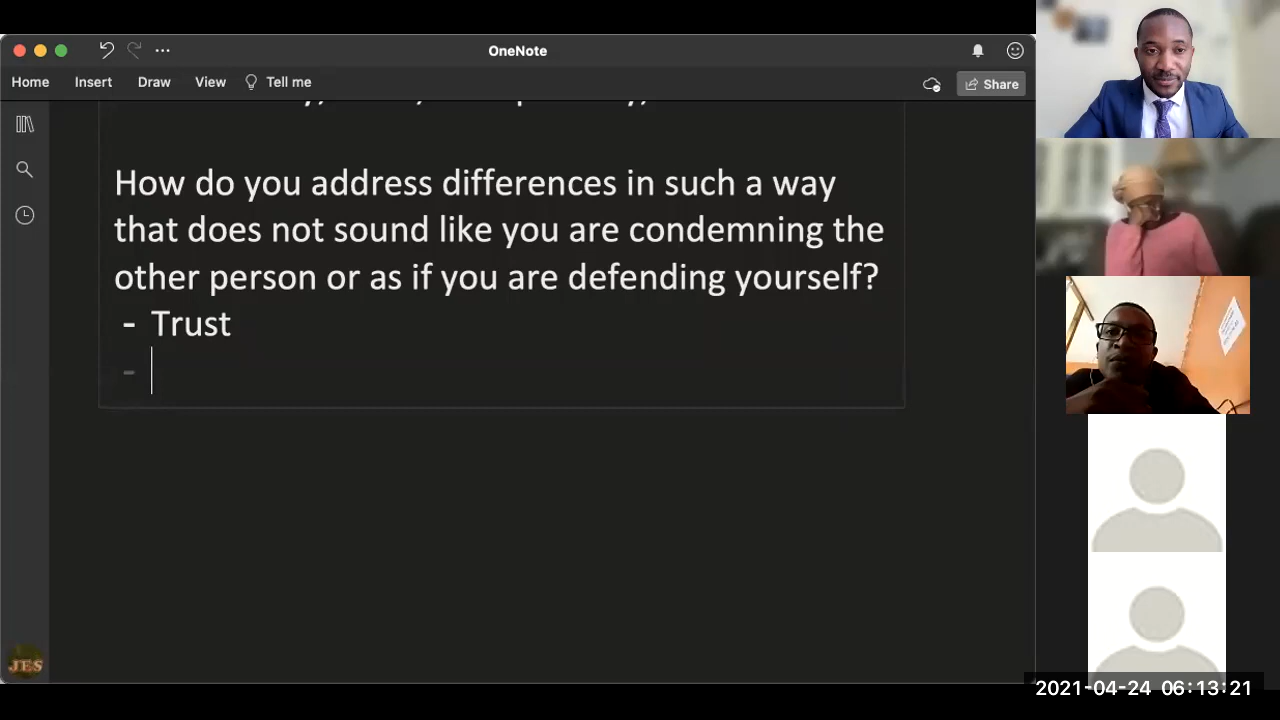 OneNote
Home Insert Draw View Tell me Share
How do you address differences in such a way
that does not sound like you are condemning the
other person or as if you are defending yourself?
- Trust
-
JES
2021-04-24 06:13:21